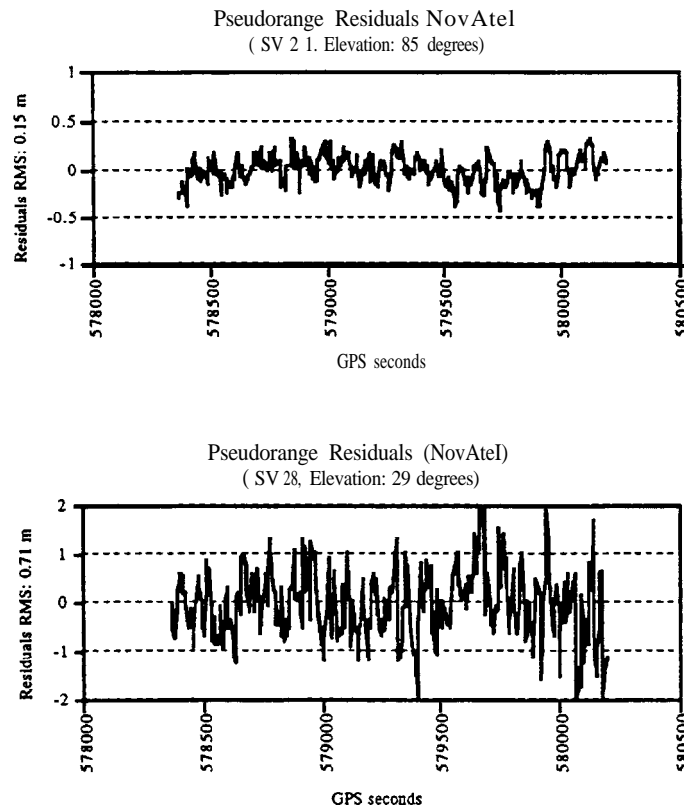 Pseudorange Residuals NovAtel
( SV 2 1. Elevation: 85 degrees)
Residuals RMS: 0.15 m
1
0.5
0
-0.5
-1
578000
578500
579000
579500
580000
580500
GPS seconds
Pseudorange Residuals (NovAteI)
( SV 28, Elevation: 29 degrees)
Residuals RMS: 0.71 m
2
1
0
-1
-2
578000
578500
579000
579500
580000
580500
GPS seconds